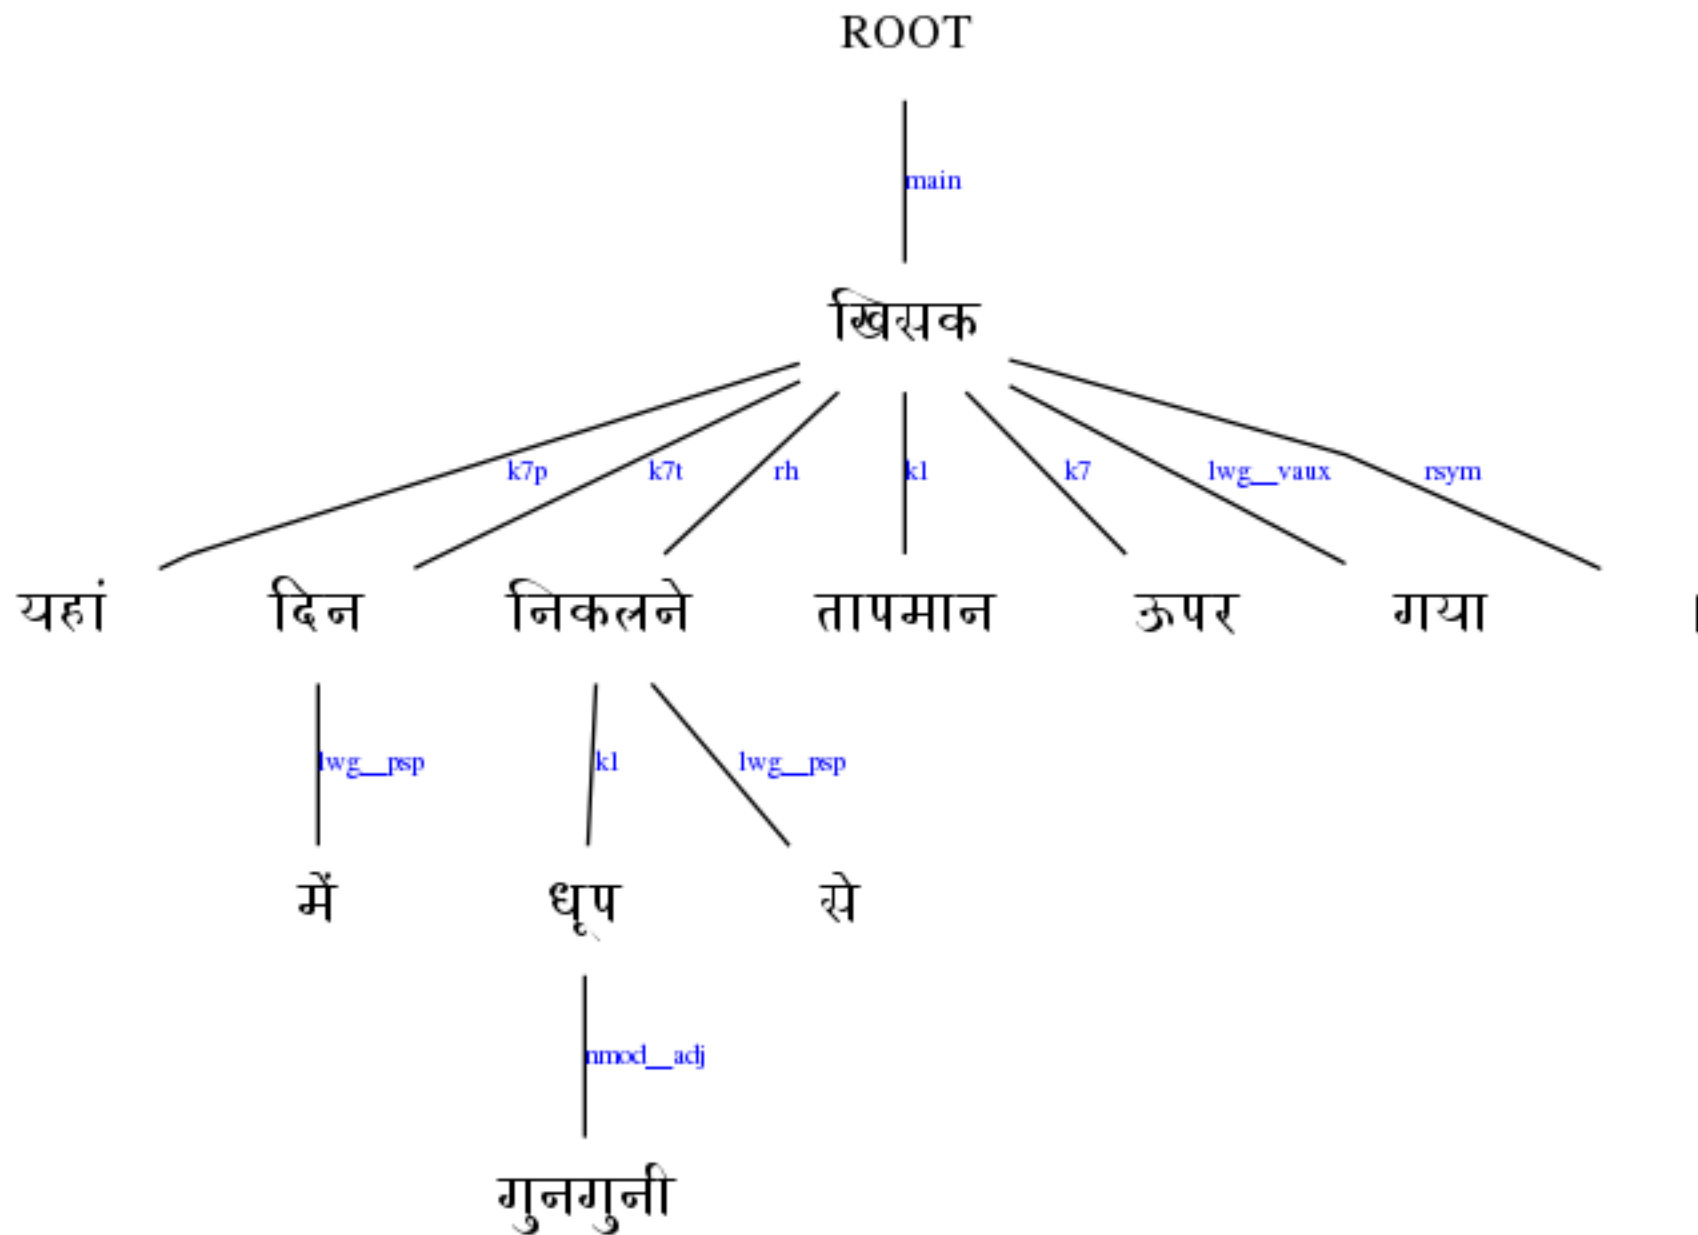 ROOT
main
खिसक
k7p k7t rh k1 k7 lwg__vaux rsym
यहां दिन निकलने तापमान ऊपर गया ।
lwg__psp k1 lwg__psp
में धूप से
nmod__adj
गुनगुनी